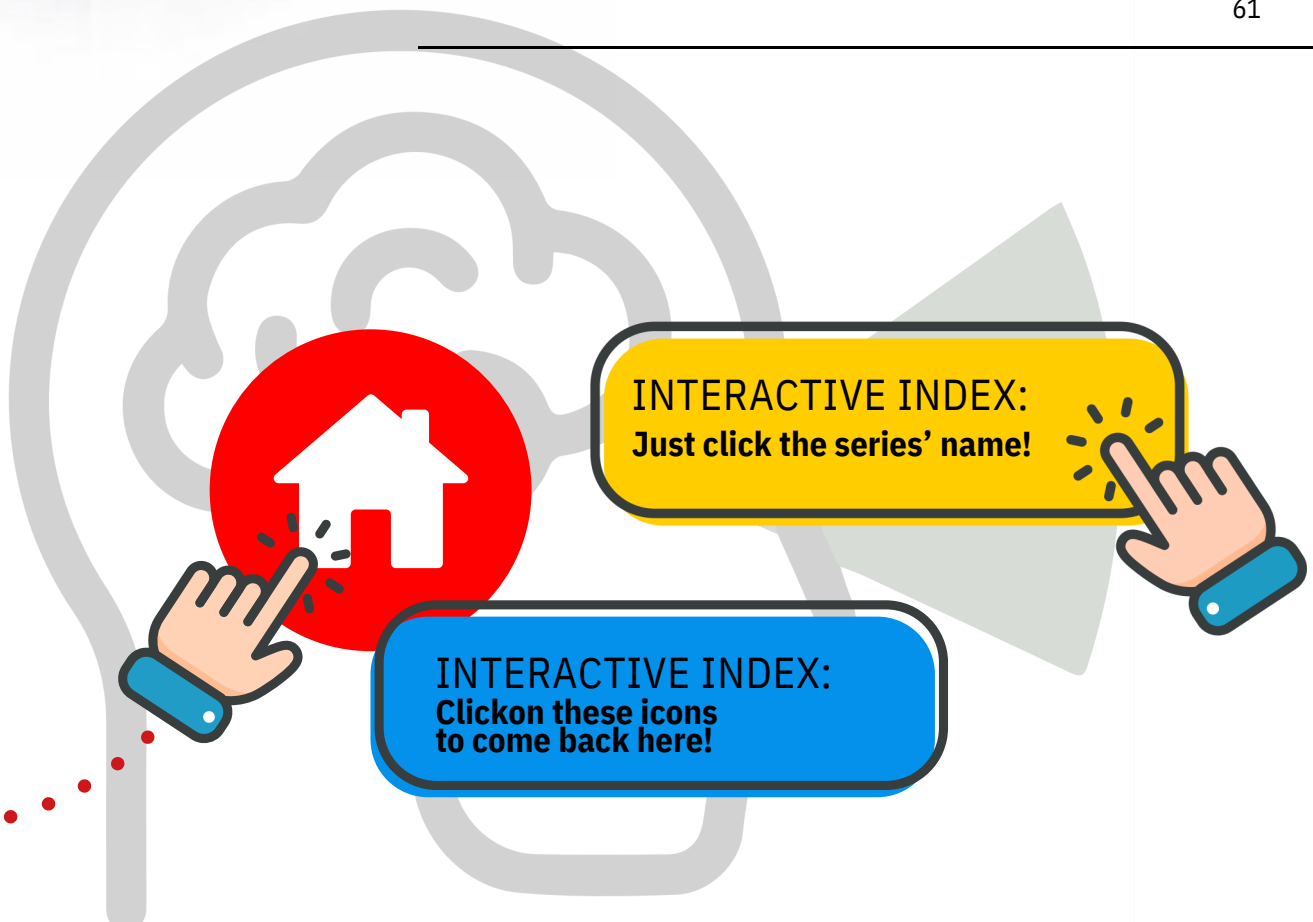 61
INTERACTIVE INDEX:
Just click the series’ name!
INTERACTIVE INDEX:
Clickon these icons
to come back here!